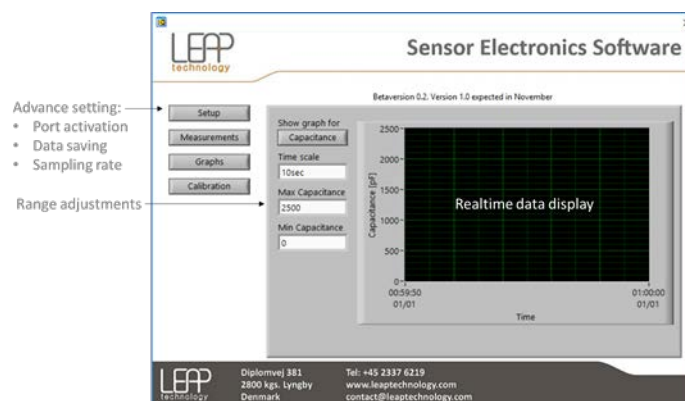 LEAP
technology
Sensor Electronics Software
Betaversion 0.2, Version 1.0 expected in November
Advance setting:
• Port activation
• Data saving
• Sampling rate
Range adjustments
Setup
Measurements
Graphs
Calibration
Show graph for
Capacitance
Time scale
10sec
Max Capacitance
2500
Min Capacitance
0
Capacitance [pf]
2500
2000
1500
1000
500
0
Realtime data display
00:59:50
01/01
01:00:00
01/01
Time
LEAP
technology
Diplomvej 381
2800 kgs. Lyngby
Denmark
Tel: +45 2337 6219
www.leaptechnology.com
contact@leaptechnology.com